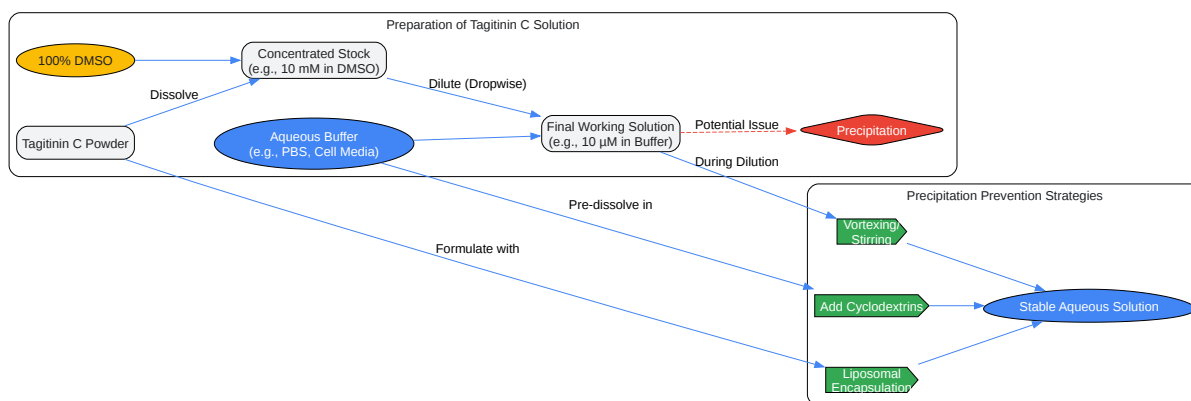 Preparation of Tagitinin C Solution
100% DMSO
Concentrated Stock
(e.g., 10 mM in DMSO)
Dissolve
Dilute (Dropwise)
Tagitinin C Powder
Aqueous Buffer
(e.g., PBS, Cell Media)
Final Working Solution
(e.g., 10 µM in Buffer)
Potential Issue
Precipitation
During Dilution
Precipitation Prevention Strategies
Pre-dissolve in
Vortexing/
Stirring
Formulate with
Add Cyclodextrins
Stable Aqueous Solution
Liposomal
Encapsulation